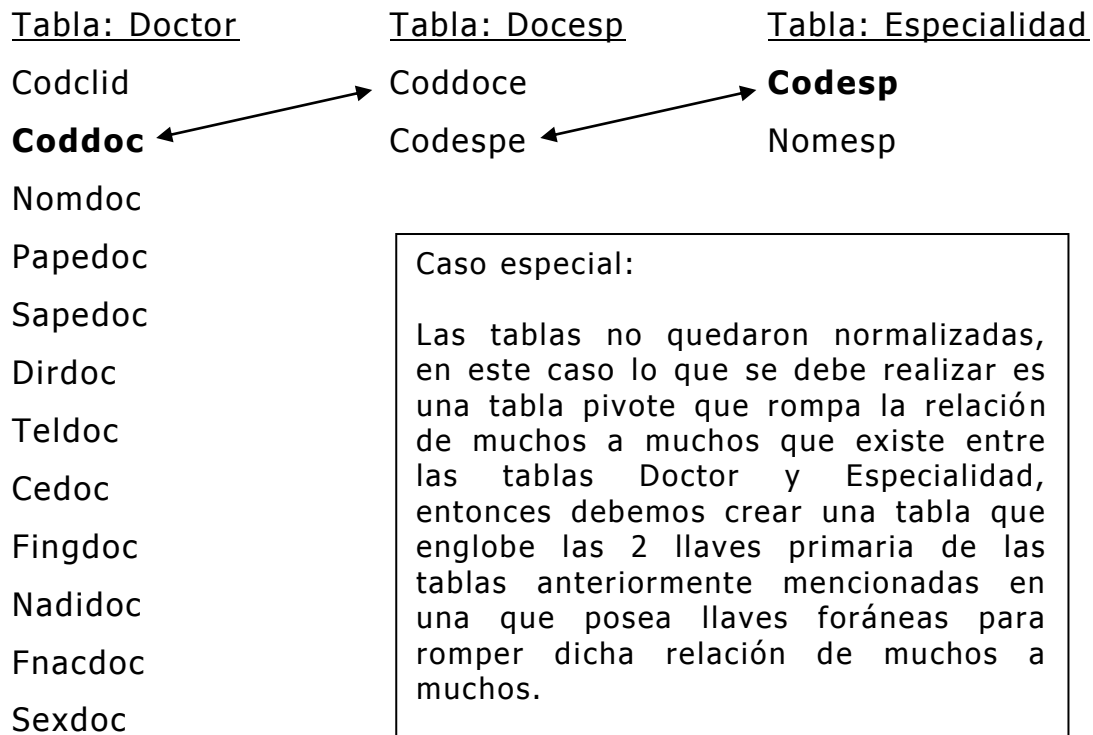 Tabla: Doctor
Codclid
Coddoc
Nomdoc
Papedoc
Sapedoc
Dirdoc
Teldoc
Cedoc
Fingdoc
Nadidoc
Fnacdoc
Sexdoc
Tabla: Docesp
Coddoce
Codespe
Tabla: Especialidad
Codesp
Nomesp
Caso especial:
Las tablas no quedaron normalizadas,
en este caso lo que se debe realizar es
una tabla pivote que rompa la relación
de muchos a muchos que existe entre
las tablas Doctor y Especialidad,
entonces debemos crear una tabla que
englobe las 2 llaves primaria de las
tablas anteriormente mencionadas en
una que posea llaves foráneas para
romper dicha relación de muchos a
muchos.